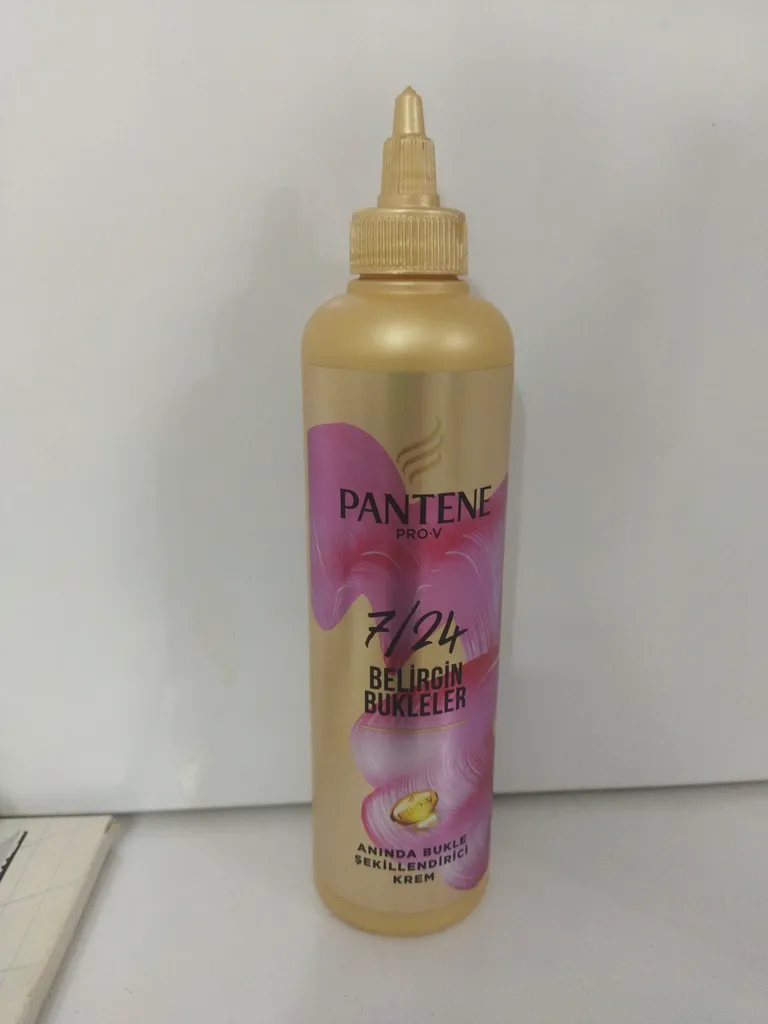 PANTENE
PRO-V
7/24
BELİRGİN
BUKLELER
ANINDA BUKLE
ŞEKİLLENDİRİCİ
KREM